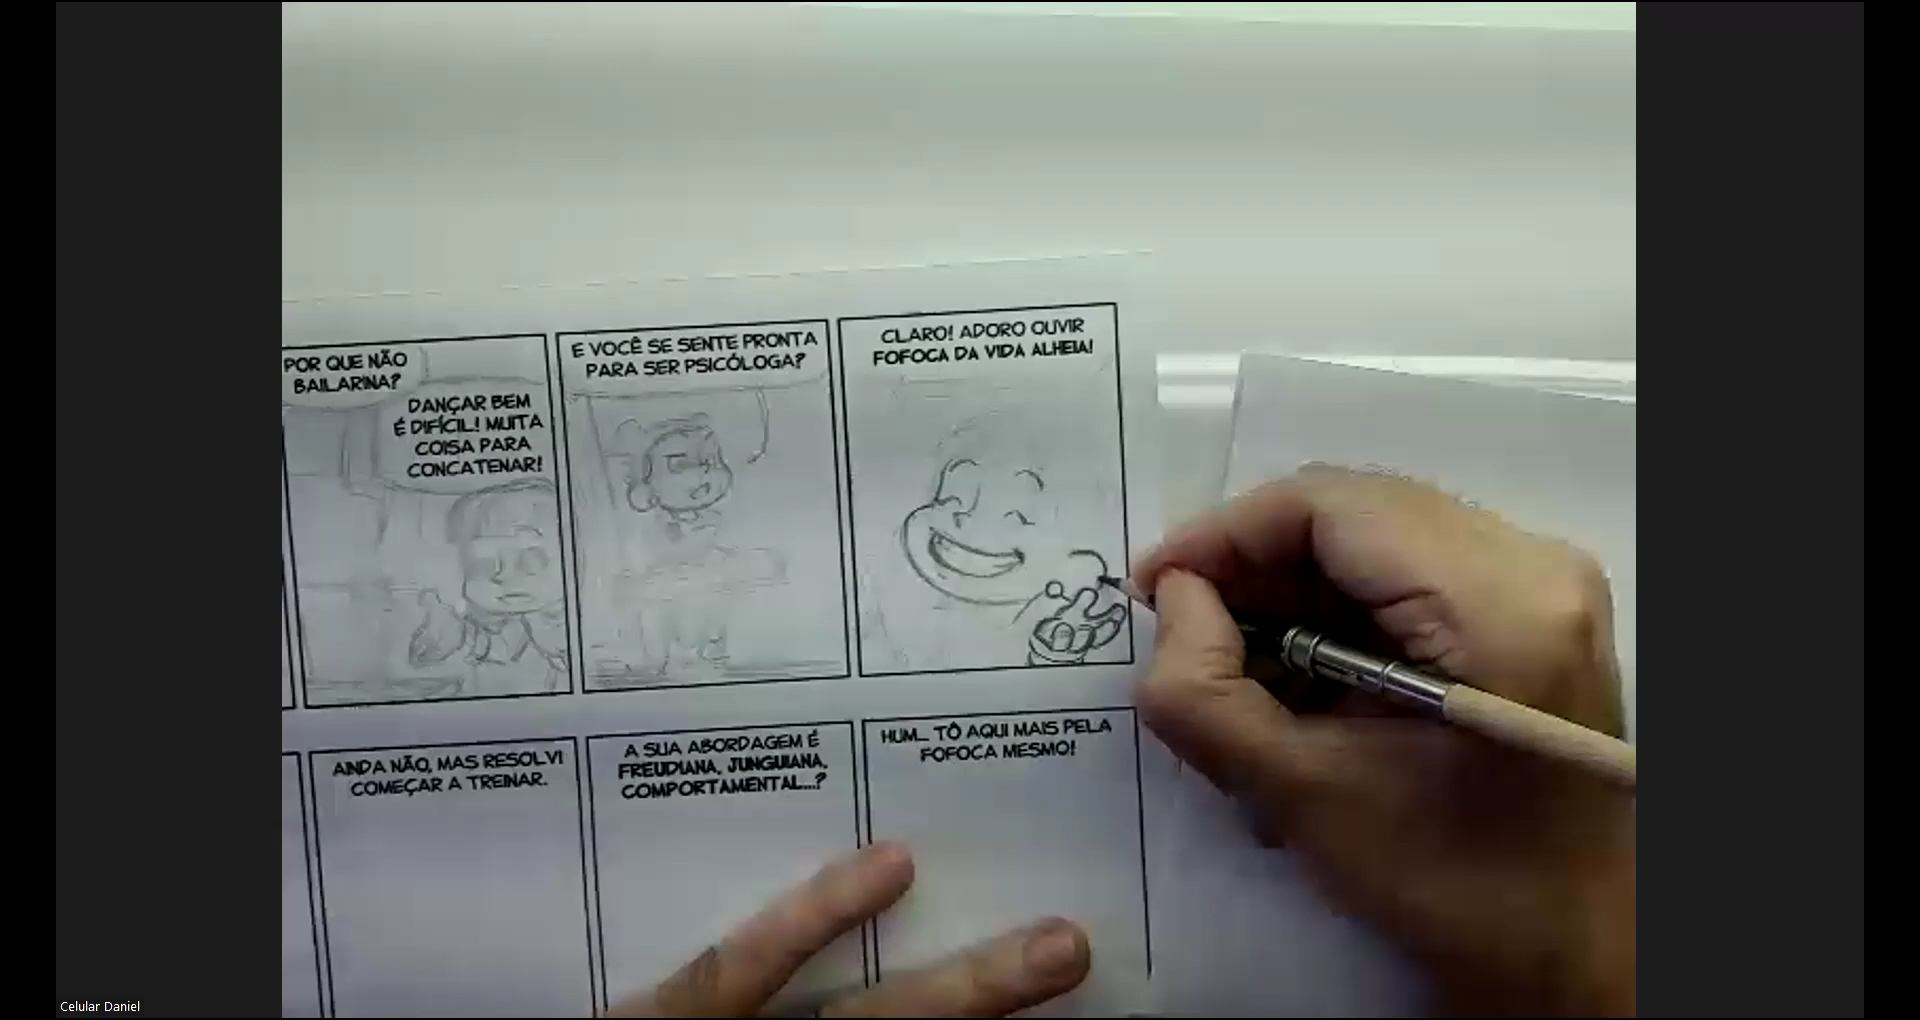 POR QUE NÃO
BAILARINA?
DANÇAR BEM
É DIFÍCIL! MUITA
COISA PARA
CONCATENAR!
E VOCÊ SE SENTE PRONTA
PARA SER PSICÓLOGA?
CLARO! ADORO OUVIR
FOFOCA DA VIDA ALHEIA!
AINDA NÃO, MAS RESOLVI
COMEÇAR A TREINAR.
A SUA ABORDAGEM É
FREUDIANA, JUNGUIANA,
COMPORTAMENTAL...?
HUM... TÔ AQUI MAIS PELA
FOFOCA MESMO!
Celular Daniel